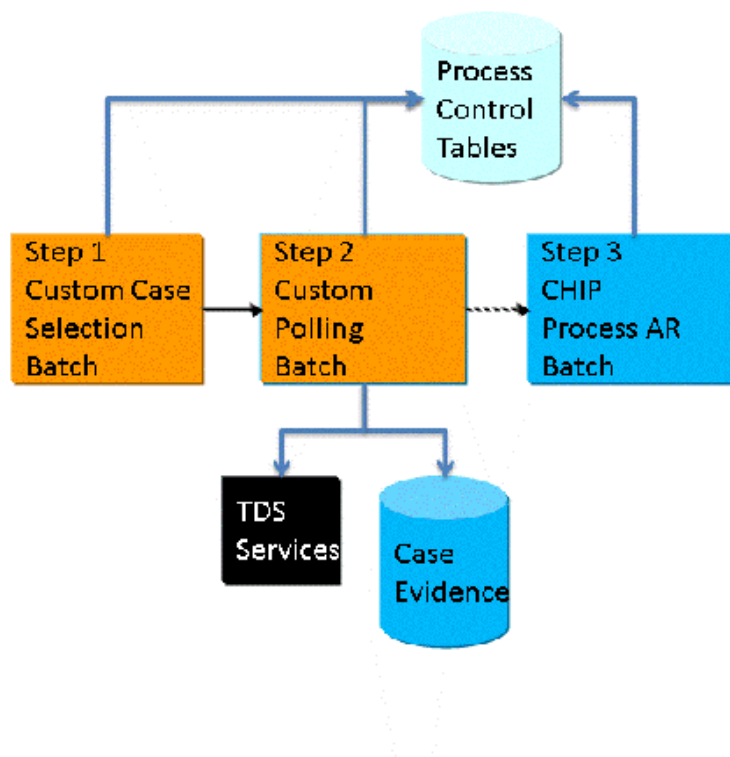 Process
Control
Tables
Step 1
Custom Case
Selection
Batch
Step 2
Custom
Polling
Batch
Step 3
CHIP
Process AR
Batch
TDS
Services
Case
Evidence